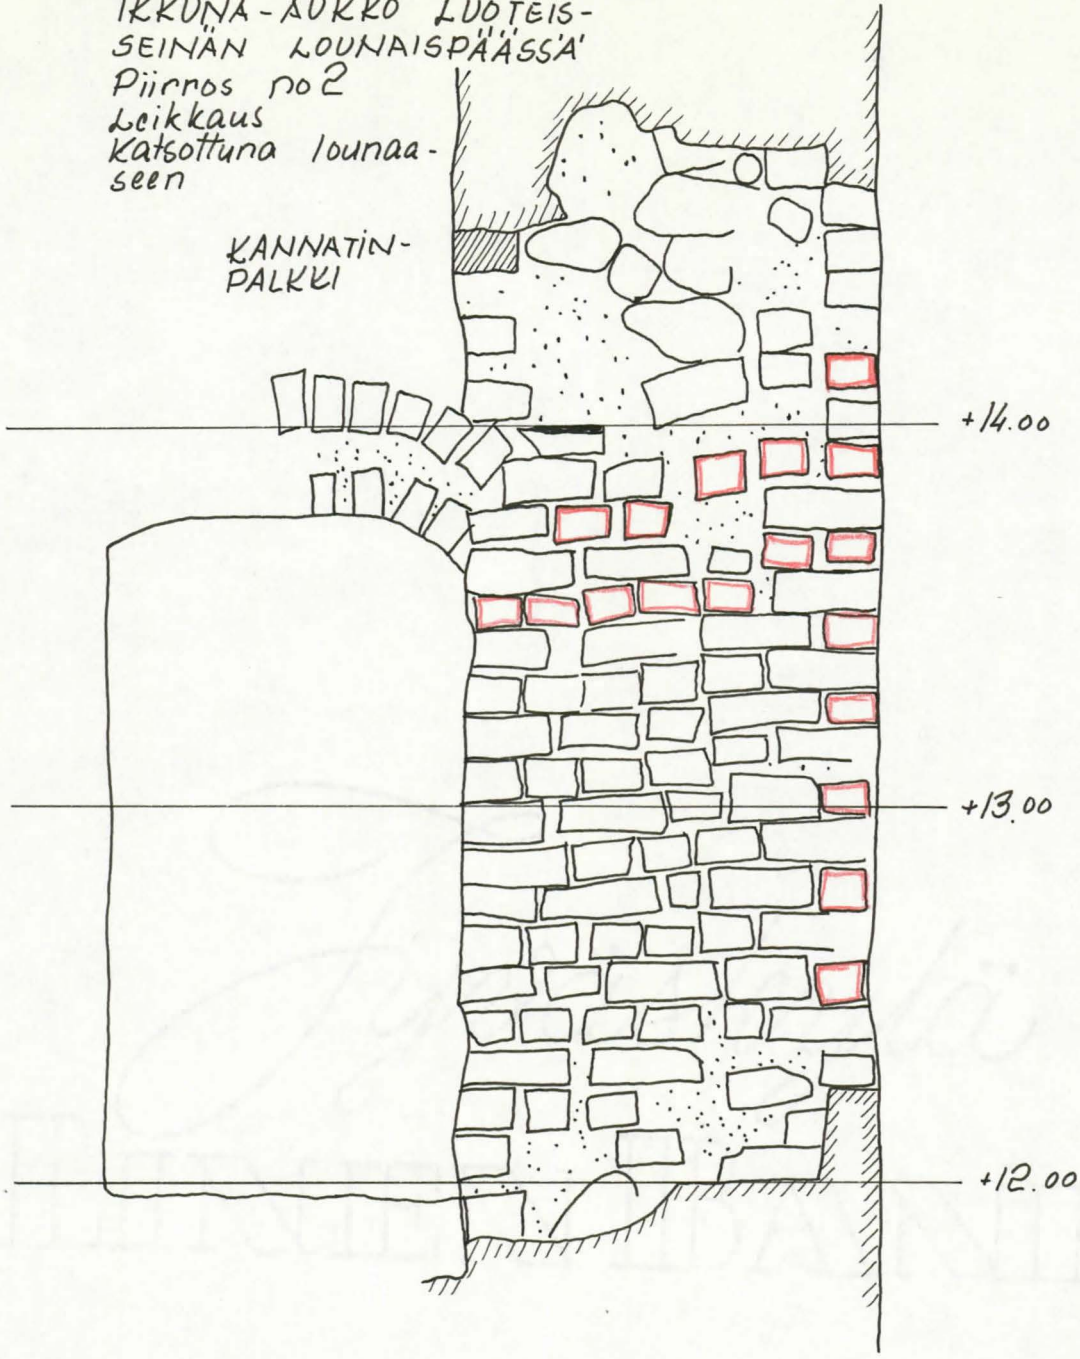 IKKUNA-AUKKO LUOTEIS-
SEINÄN LOUNAISPÄÄSSÄ
Piirros no 2
Leikkaus
Katsottuna lounaa-
seen
KANNATIN-
PALKKI
+14.00
+13.00
+12.00